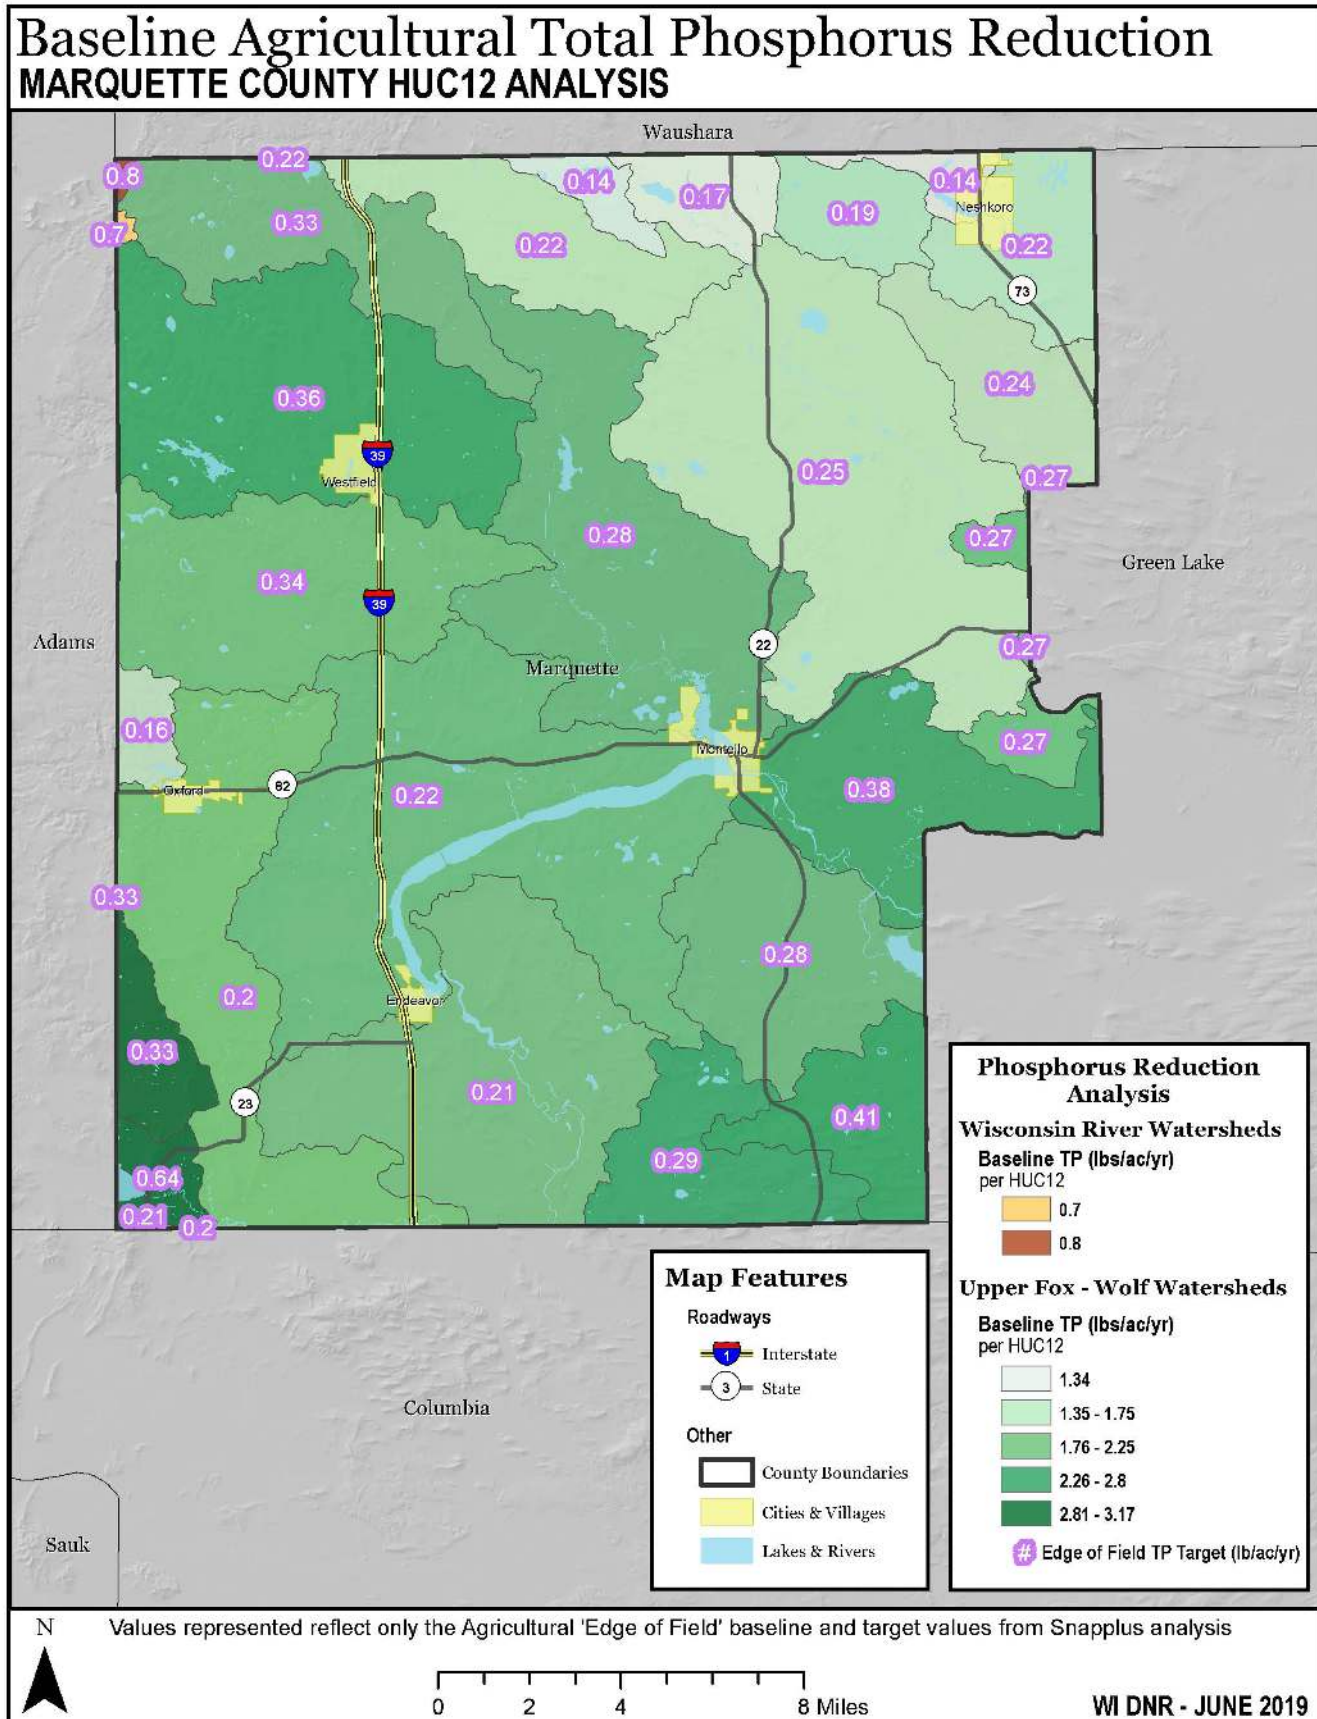 Baseline Agricultural Total Phosphorus Reduction
MARQUETTE COUNTY HUC12 ANALYSIS
Waushara
0.22
0.8
0.14
0.17
0.14
0.7
0.33
0.22
0.19
Neshkoro
0.22
73
0.36
0.24
39
Westfield
0.25
0.27
0.28
0.27
Green Lake
0.34
39
Adams
22
0.27
Marquette
0.16
Montello
0.27
Oxford
82
0.22
0.38
0.33
0.28
0.2
Endeavor
0.33
0.21
23
0.41
0.29
0.64
0.21
0.2
Columbia
Sauk
Map Features
Roadways
1 Interstate
3 State
Other
County Boundaries
Cities & Villages
Lakes & Rivers
Phosphorus Reduction
Analysis
Wisconsin River Watersheds
Baseline TP (lbs/ac/yr)
per HUC12
0.7
0.8
Upper Fox - Wolf Watersheds
Baseline TP (lbs/ac/yr)
per HUC12
1.34
1.35 - 1.75
1.76 - 2.25
2.26 - 2.8
2.81 - 3.17
# Edge of Field TP Target (lb/ac/yr)
N
Values represented reflect only the Agricultural 'Edge of Field' baseline and target values from Snapplus analysis
0 2 4 8 Miles
WI DNR - JUNE 2019